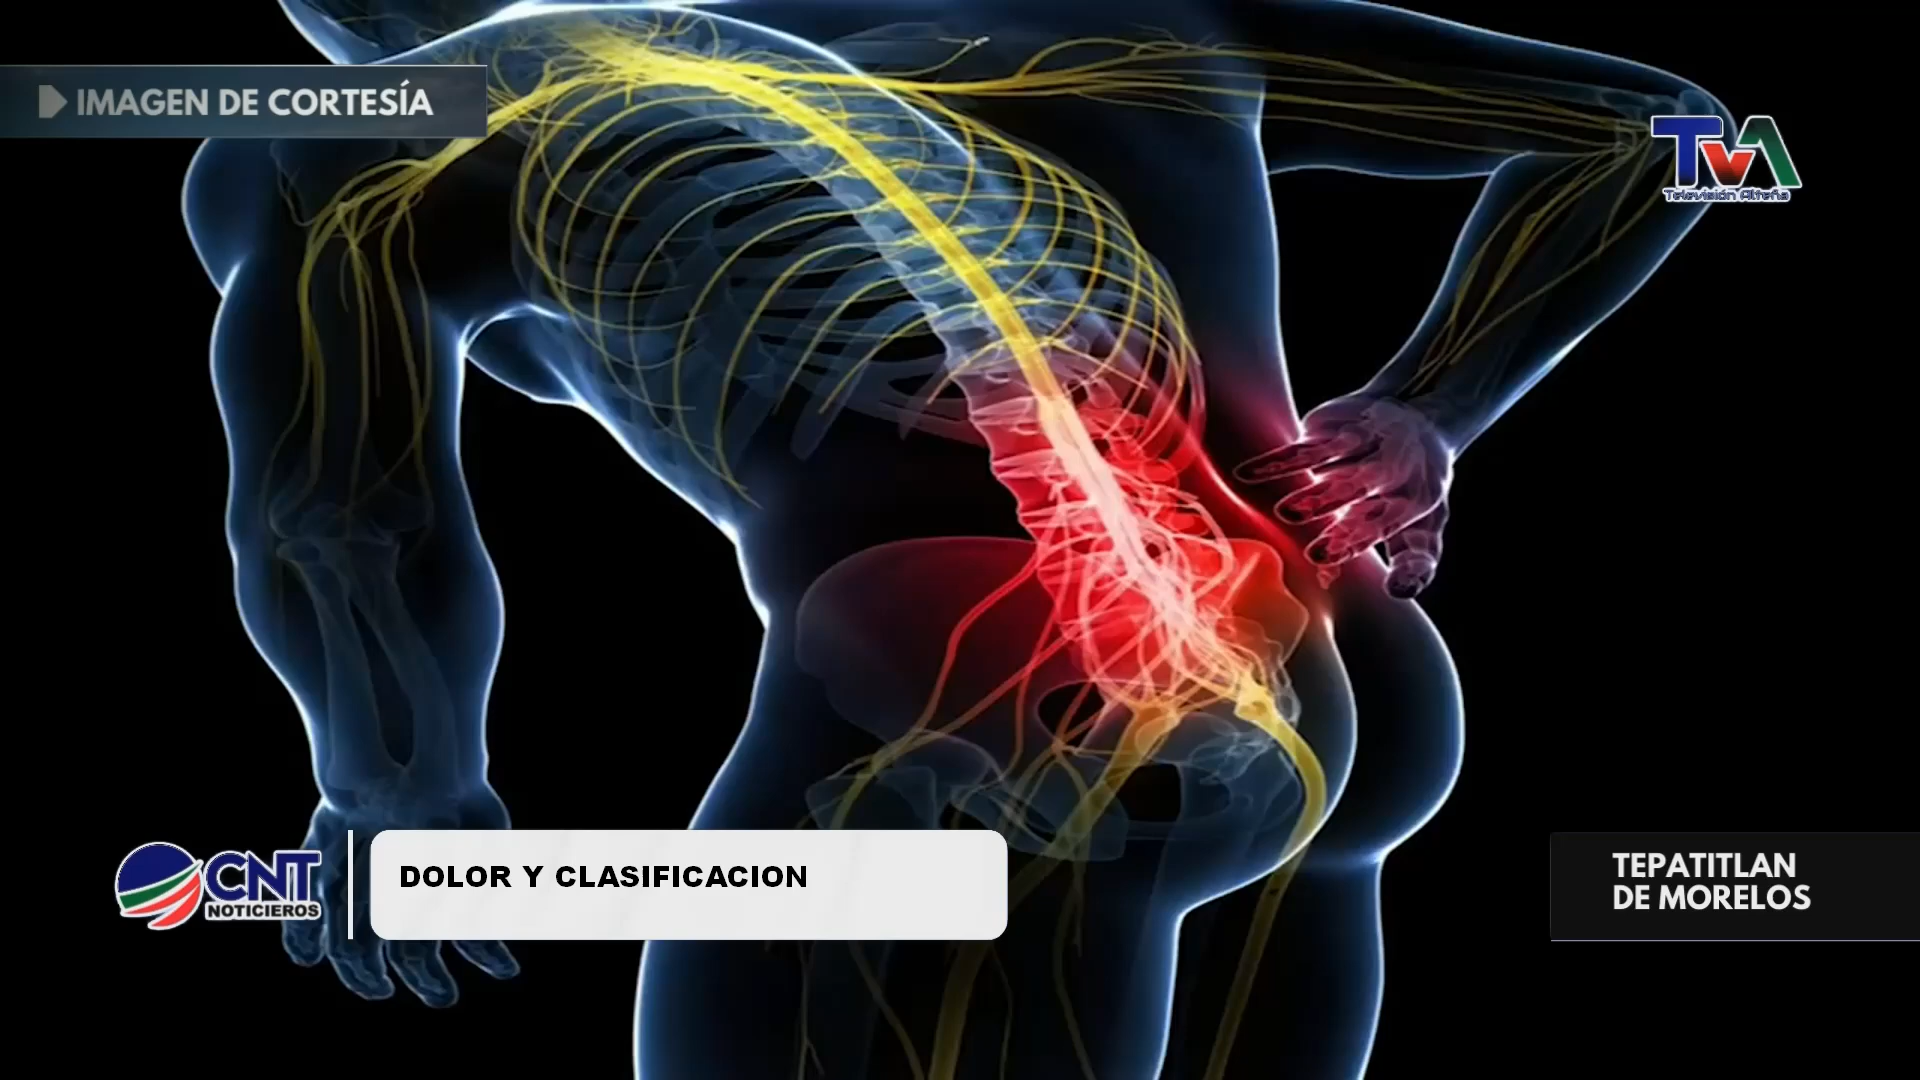 IMAGEN DE CORTESÍA
TVA
Televisión Alteña
CNT
NOTICIEROS
DOLOR Y CLASIFICACION
TEPATITLAN
DE MORELOS